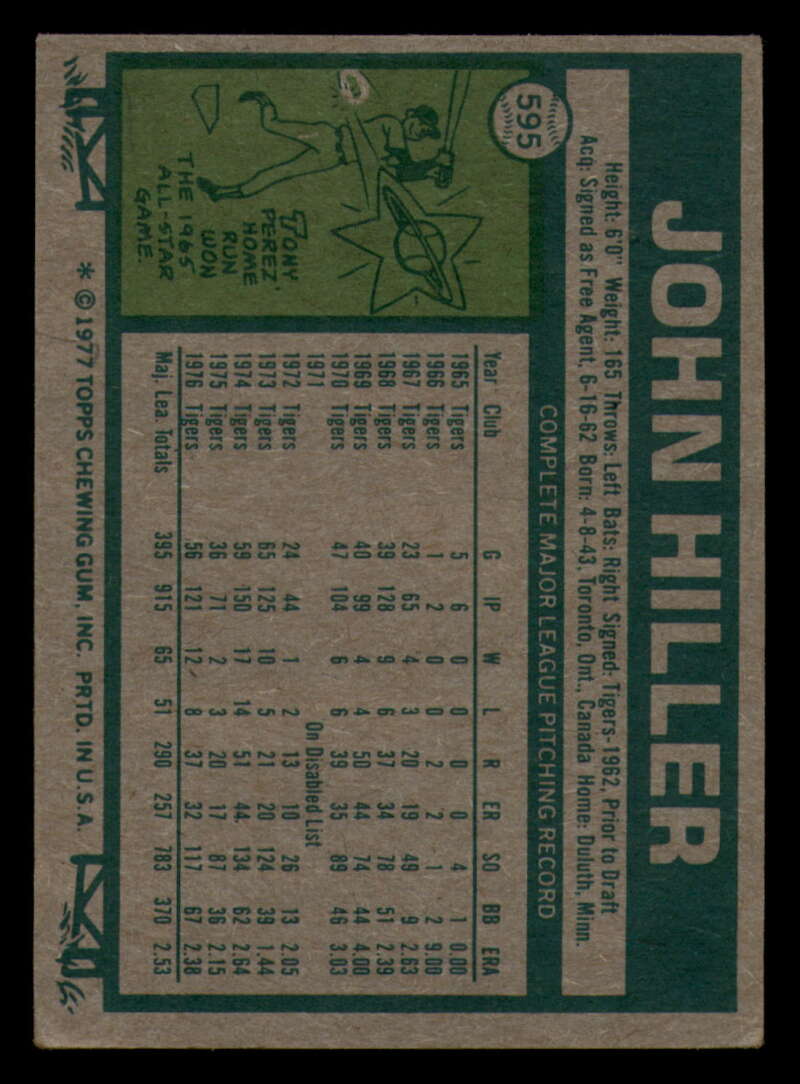 JOHN HILLER
595
Height: 6'0" Weight: 165 Throws: Left Bats: Right Signed: Tigers-1962, Prior to Draft
Acq: Signed as Free Agent, 6-16-62 Born: 4-8-43, Toronto, Ont., Canada Home: Duluth, Minn.
COMPLETE MAJOR LEAGUE PITCHING RECORD
Year Club G IP W L R ER SO BB ERA
1965 Tigers 5 6 0 0 0 0 4 1 0.00
1966 Tigers 1 2 0 0 2 2 1 2 9.00
1967 Tigers 23 65 4 3 20 19 49 9 2.63
1968 Tigers 39 128 9 6 37 34 78 51 2.39
1969 Tigers 40 99 4 4 50 44 74 44 4.00
1970 Tigers 47 104 6 6 39 35 89 46 3.03
1971 On Disabled List
1972 Tigers 24 44 1 2 13 10 26 13 2.05
1973 Tigers 65 125 10 5 21 20 124 39 1.44
1974 Tigers 59 150 17 14 51 44 134 62 2.64
1975 Tigers 36 71 2 3 20 17 87 36 2.15
1976 Tigers 56 121 12 8 37 32 117 67 2.38
Maj. Lea. Totals 395 915 65 51 290 257 783 370 2.53
TONY
PEREZ'
HOME
RUN
WON
THE 1965
ALL-STAR
GAME.
* ©1977 TOPPS CHEWING GUM, INC. PRTD. IN U.S.A.